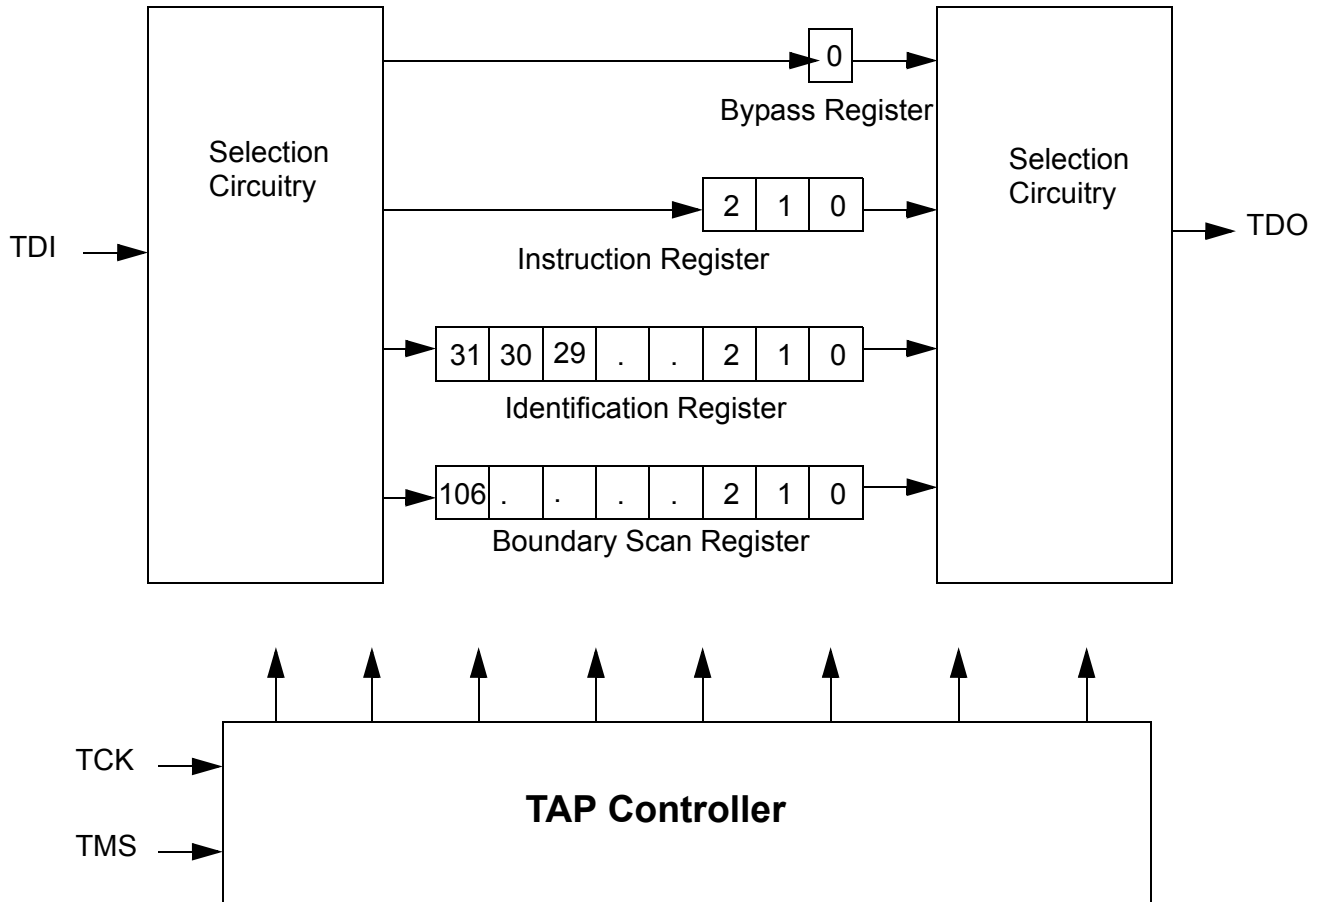 0
Bypass Register
Selection
Circuitry
Selection
Circuitry
2 1 0
TDI
TDO
Instruction Register
31 30 29 . . 2 1 0
Identification Register
106 . . . . 2 1 0
Boundary Scan Register
TCK
TAP Controller
TMS